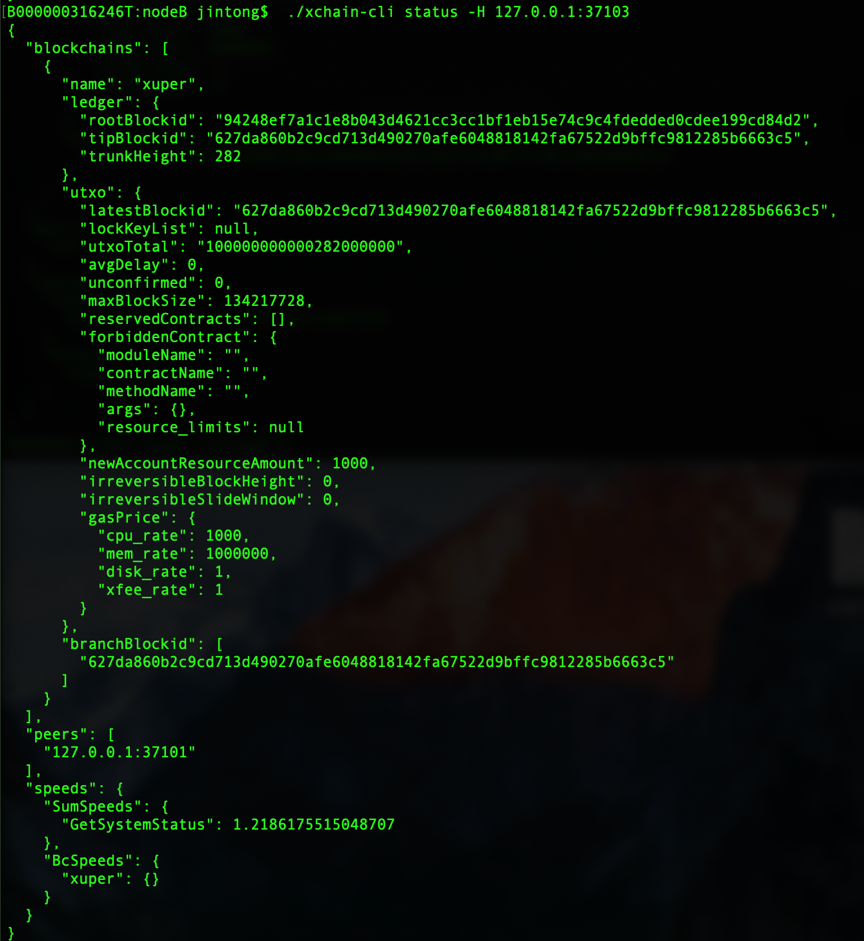 [B000000316246T:nodeB jintong$  ./xchain-cli status -H 127.0.0.1:37103
{
  "blockchains": [
    {
      "name": "xuper",
      "ledger": {
        "rootBlockid": "94248ef7a1c1e8b043d4621cc3cc1bf1eb15e74c9c4fdedded0cdee199cd84d2",
        "tipBlockid": "627da860b2c9cd713d490270afe6048818142fa67522d9bffc9812285b6663c5",
        "trunkHeight": 282
      },
      "utxo": {
        "latestBlockid": "627da860b2c9cd713d490270afe6048818142fa67522d9bffc9812285b6663c5",
        "lockKeyList": null,
        "utxoTotal": "100000000000282000000",
        "avgDelay": 0,
        "unconfirmed": 0,
        "maxBlockSize": 134217728,
        "reservedContracts": [],
        "forbiddenContract": {
          "moduleName": "",
          "contractName": "",
          "methodName": "",
          "args": {},
          "resource_limits": null
        },
        "newAccountResourceAmount": 1000,
        "irreversibleBlockHeight": 0,
        "irreversibleSlideWindow": 0,
        "gasPrice": {
          "cpu_rate": 1000,
          "mem_rate": 1000000,
          "disk_rate": 1,
          "xfee_rate": 1
        }
      },
      "branchBlockid": [
        "627da860b2c9cd713d490270afe6048818142fa67522d9bffc9812285b6663c5"
      ]
    }
  ],
  "peers": [
    "127.0.0.1:37101"
  ],
  "speeds": {
    "SumSpeeds": {
      "GetSystemStatus": 1.2186175515048707
    },
    "BcSpeeds": {
      "xuper": {}
    }
  }
}